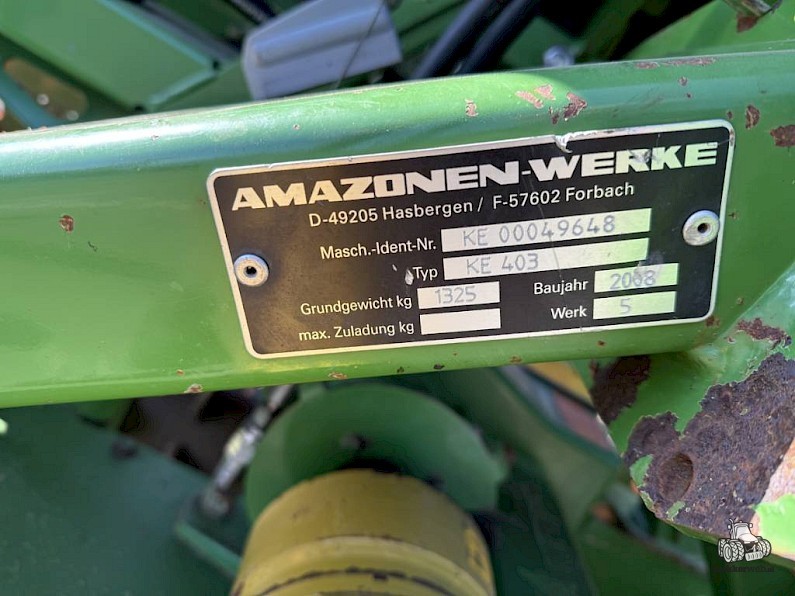 AMAZONEN-WERKE
D-49205 Hasbergen / F-57602 Forbach
Masch.-Ident-Nr. KE 00049648
Typ KE 403
Grundgewicht kg 1325 Baujahr 2008
max. Zuladung kg Werk 5